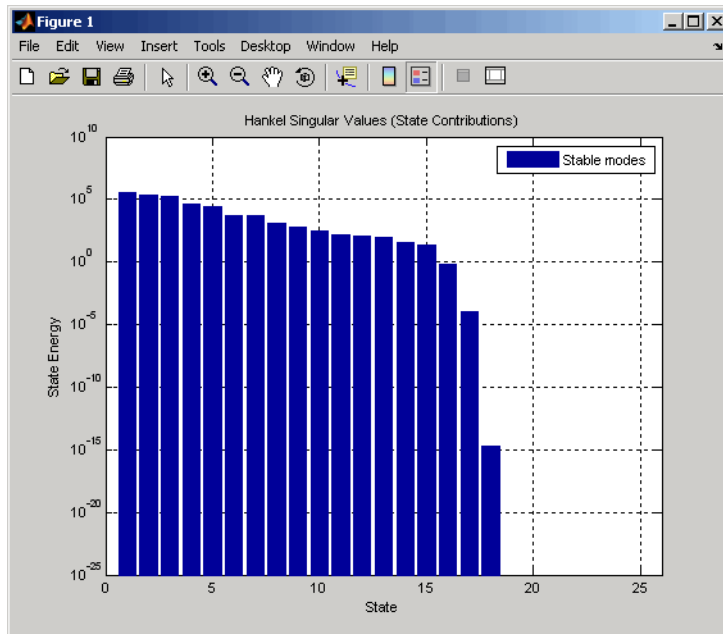 Figure 1
File Edit View Insert Tools Desktop Window Help
Hankel Singular Values (State Contributions)
Stable modes
10^10
10^5
10^0
10^-5
10^-10
10^-15
10^-20
10^-25
State Energy
0 5 10 15 20 25
State